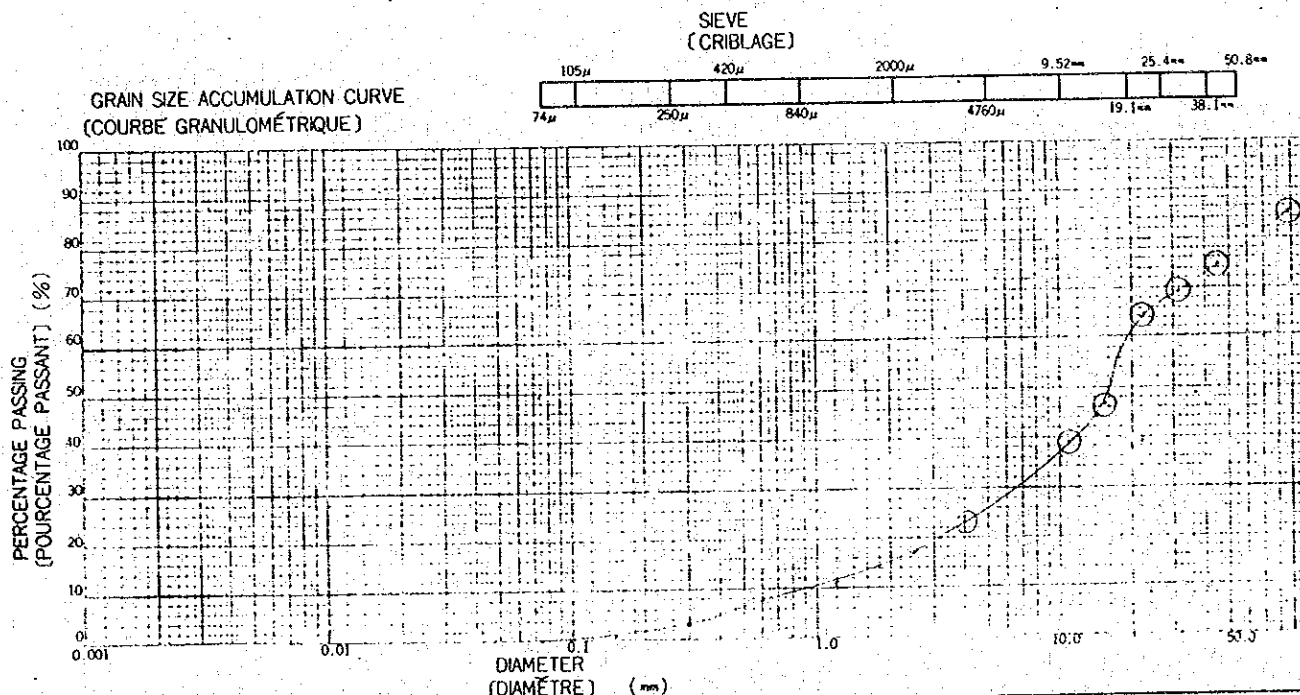 SIEVE
(CRIBLAGE)
105μ 420μ 2000μ 9.52mm 25.4mm 50.8mm
74μ 250μ 840μ 4760μ 19.1mm 38.1mm
GRAIN SIZE ACCUMULATION CURVE
(COURBE GRANULOMÉTRIQUE)
100
90
80
70
60
50
40
30
20
10
0
PERCENTAGE PASSING
(POURCENTAGE PASSANT) (%)
0.001 0.01 0.1 1.0 10.0 50.0
DIAMETER
(DIAMÈTRE) (mm)